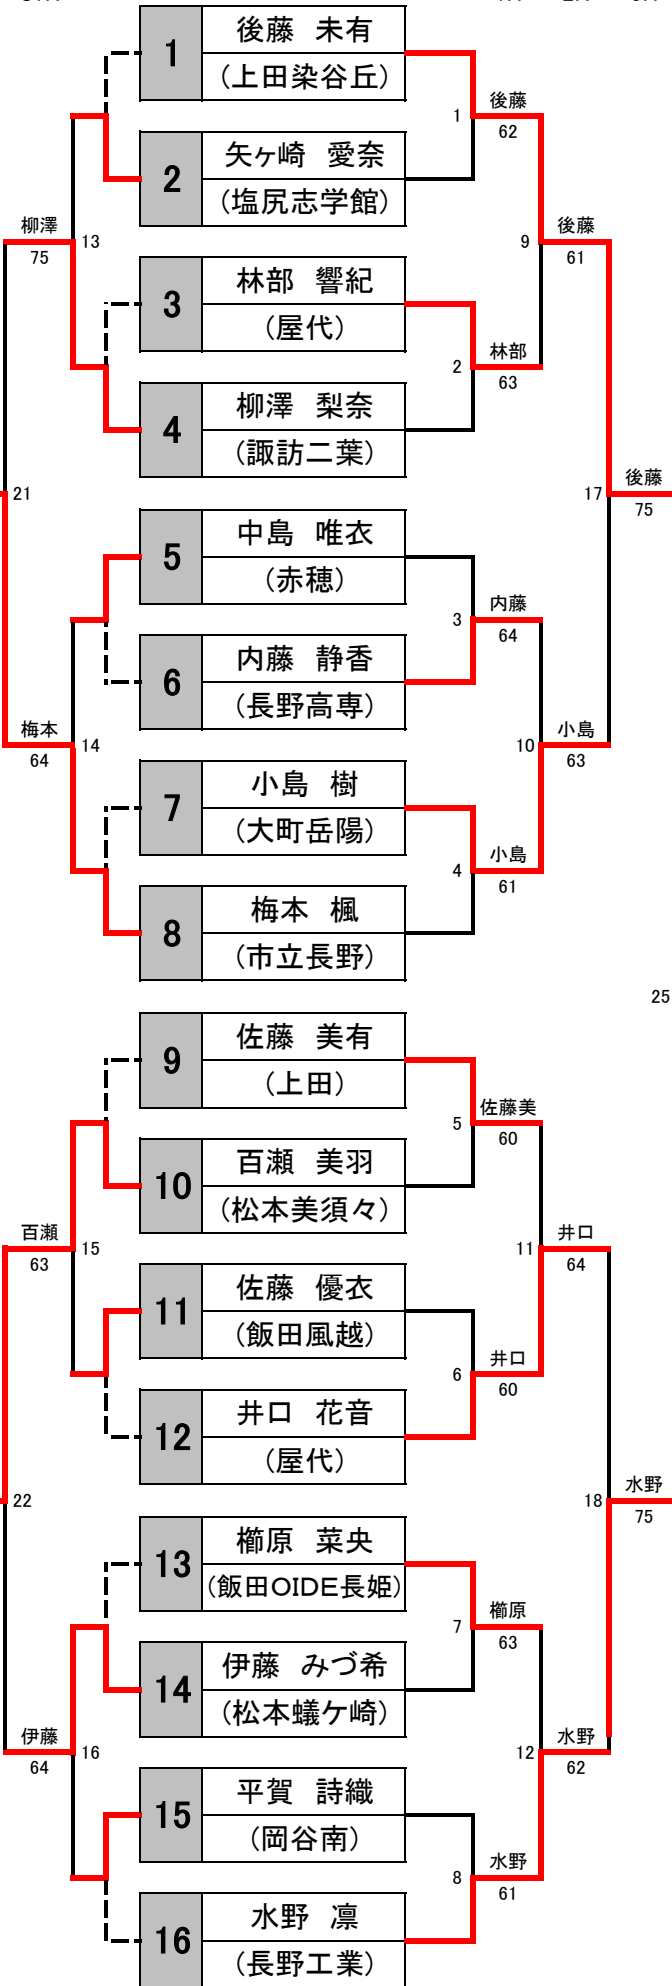 1
後藤 未有
(上田染谷丘)
1
後藤
62
2
矢ヶ崎 愛奈
(塩尻志学館)
柳澤
75
13
9
後藤
61
3
林部 響紀
(屋代)
2
林部
63
4
柳澤 梨奈
(諏訪二葉)
21
17
後藤
75
5
中島 唯衣
(赤穂)
3
内藤
64
6
内藤 静香
(長野高専)
梅本
64
14
10
小島
63
7
小島 樹
(大町岳陽)
4
小島
61
8
梅本 楓
(市立長野)
25
9
佐藤 美有
(上田)
5
佐藤美
60
10
百瀬 美羽
(松本美須々)
百瀬
63
15
11
井口
64
11
佐藤 優衣
(飯田風越)
6
井口
60
12
井口 花音
(屋代)
22
18
水野
75
13
櫛原 菜央
(飯田OIDE長姫)
7
櫛原
63
14
伊藤 みづ希
(松本蟻ケ崎)
伊藤
64
16
12
水野
62
15
平賀 詩織
(岡谷南)
8
水野
61
16
水野 凛
(長野工業)